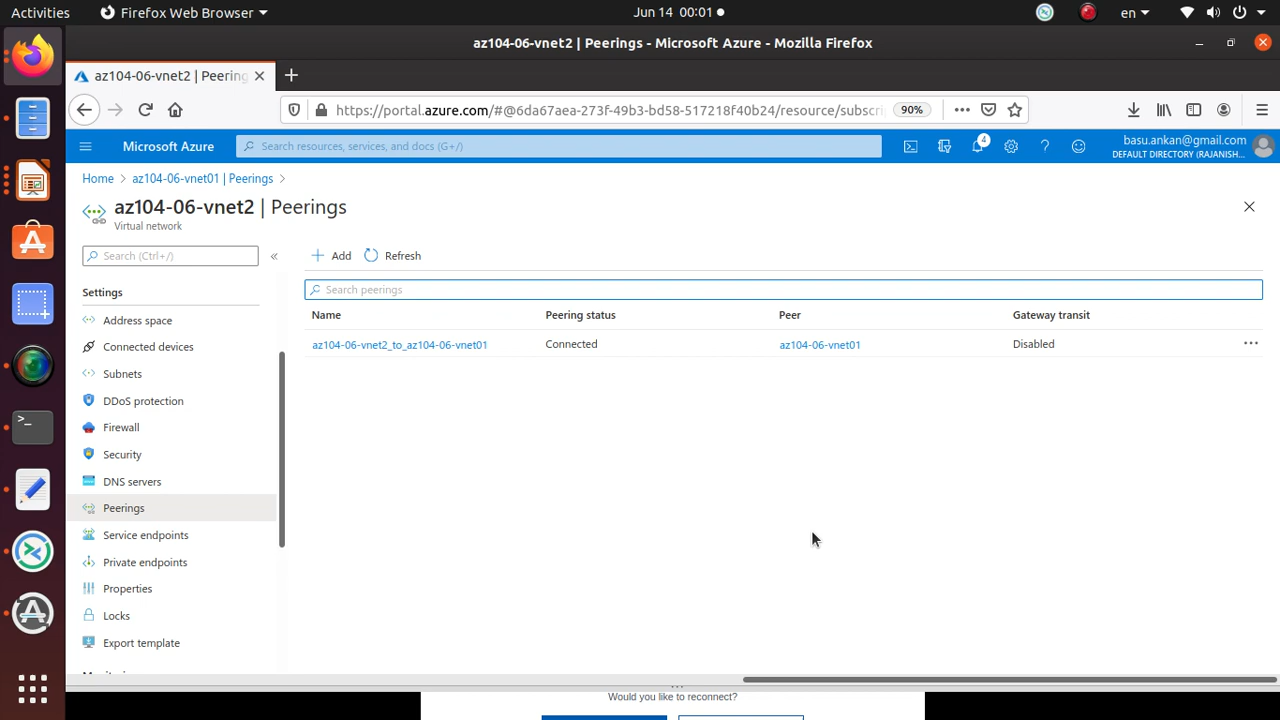 Activities
Firefox Web Browser
Jun 14 00:01
en
az104-06-vnet2 | Peerings - Microsoft Azure - Mozilla Firefox
az104-06-vnet2 | Peering
https://portal.azure.com/#@6da67aea-273f-49b3-bd58-517218f40b24/resource/subscri
90%
Microsoft Azure
Search resources, services, and docs (G+/)
4
basu.ankan@gmail.com
DEFAULT DIRECTORY (RAJANISH...
Home > az104-06-vnet01 | Peerings >
az104-06-vnet2 | Peerings
Virtual network
Search (Ctrl+/)
«
Add
Refresh
Settings
Address space
Connected devices
Subnets
DDoS protection
Firewall
Security
DNS servers
Peerings
Service endpoints
Private endpoints
Properties
Locks
Export template
Search peerings
Name Peering status Peer Gateway transit
az104-06-vnet2_to_az104-06-vnet01 Connected az104-06-vnet01 Disabled
Would you like to reconnect?